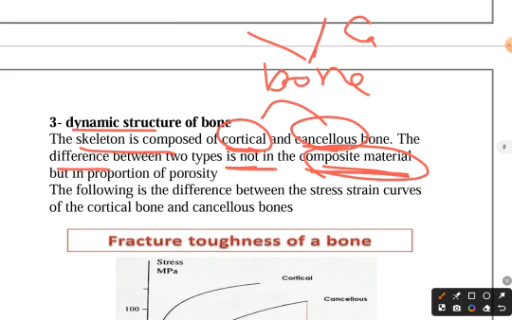 bone
3- dynamic structure of bone
The skeleton is composed of cortical and cancellous bone. The
difference between two types is not in the composite material
but in proportion of porosity
The following is the difference between the stress strain curves
of the cortical bone and cancellous bones
Fracture toughness of a bone
Stress
MPa
Cortical
Cancellous
100